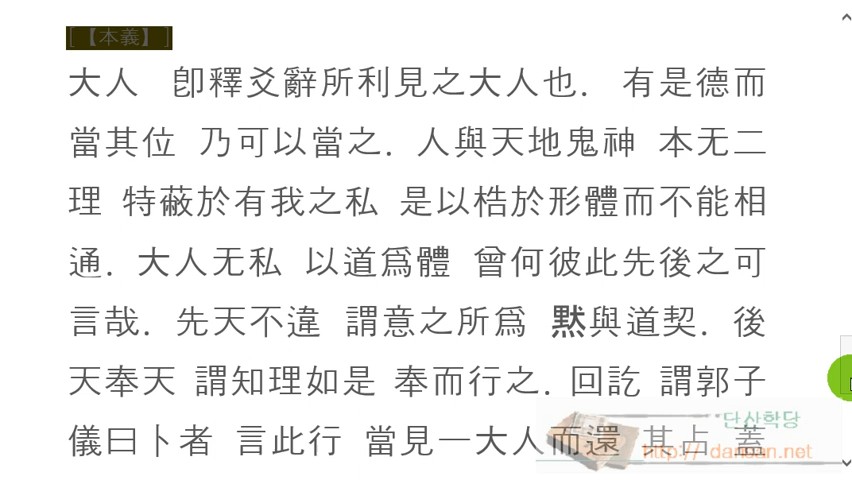 [【本義】]
大人 卽釋爻辭所利見之大人也. 有是德而
當其位 乃可以當之. 人與天地鬼神 本无二
理 特蔽於有我之私 是以梏於形體而不能相
通. 大人无私 以道爲體 曾何彼此先後之可
言哉. 先天不違 謂意之所爲 默與道契. 後
天奉天 謂知理如是 奉而行之. 回訖 謂郭子
儀曰卜者 言此行 當見一大人而還 其占 蓋
단산학당
http://dansan.net